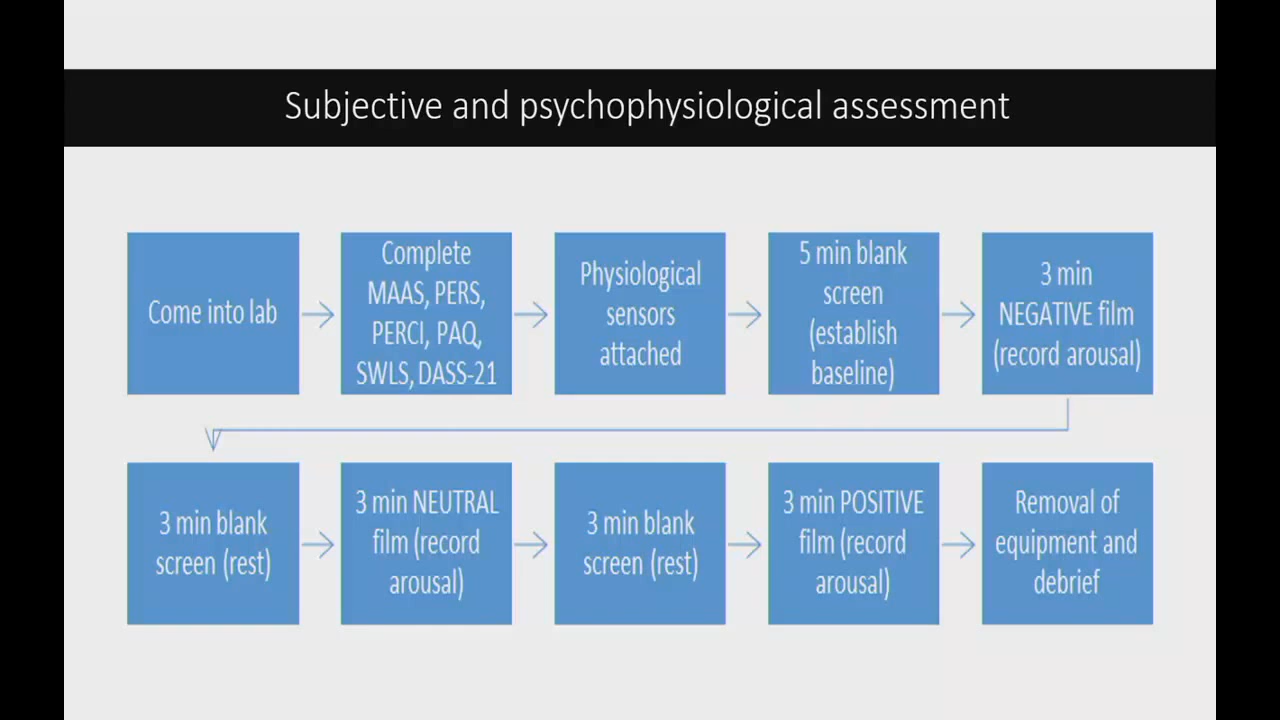 Subjective and psychophysiological assessment
Come into lab
Complete
MAAS, PERS,
PERCI, PAQ,
SWLS, DASS-21
Physiological
sensors
attached
5 min blank
screen
(establish
baseline)
3 min
NEGATIVE film
(record arousal)
3 min blank
screen (rest)
3 min NEUTRAL
film (record
arousal)
3 min blank
screen (rest)
3 min POSITIVE
film (record
arousal)
Removal of
equipment and
debrief